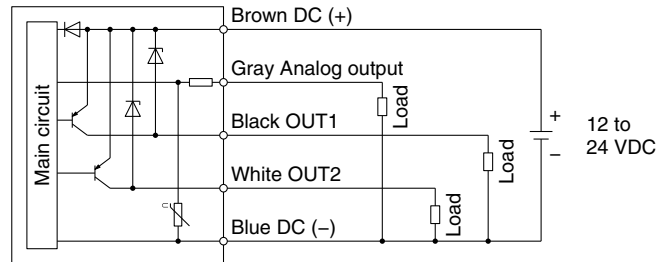 Brown DC (+)
Gray Analog output
Black OUT1
White OUT2
Blue DC (−)
Main circuit
Load
Load
Load
+
−
12 to
24 VDC